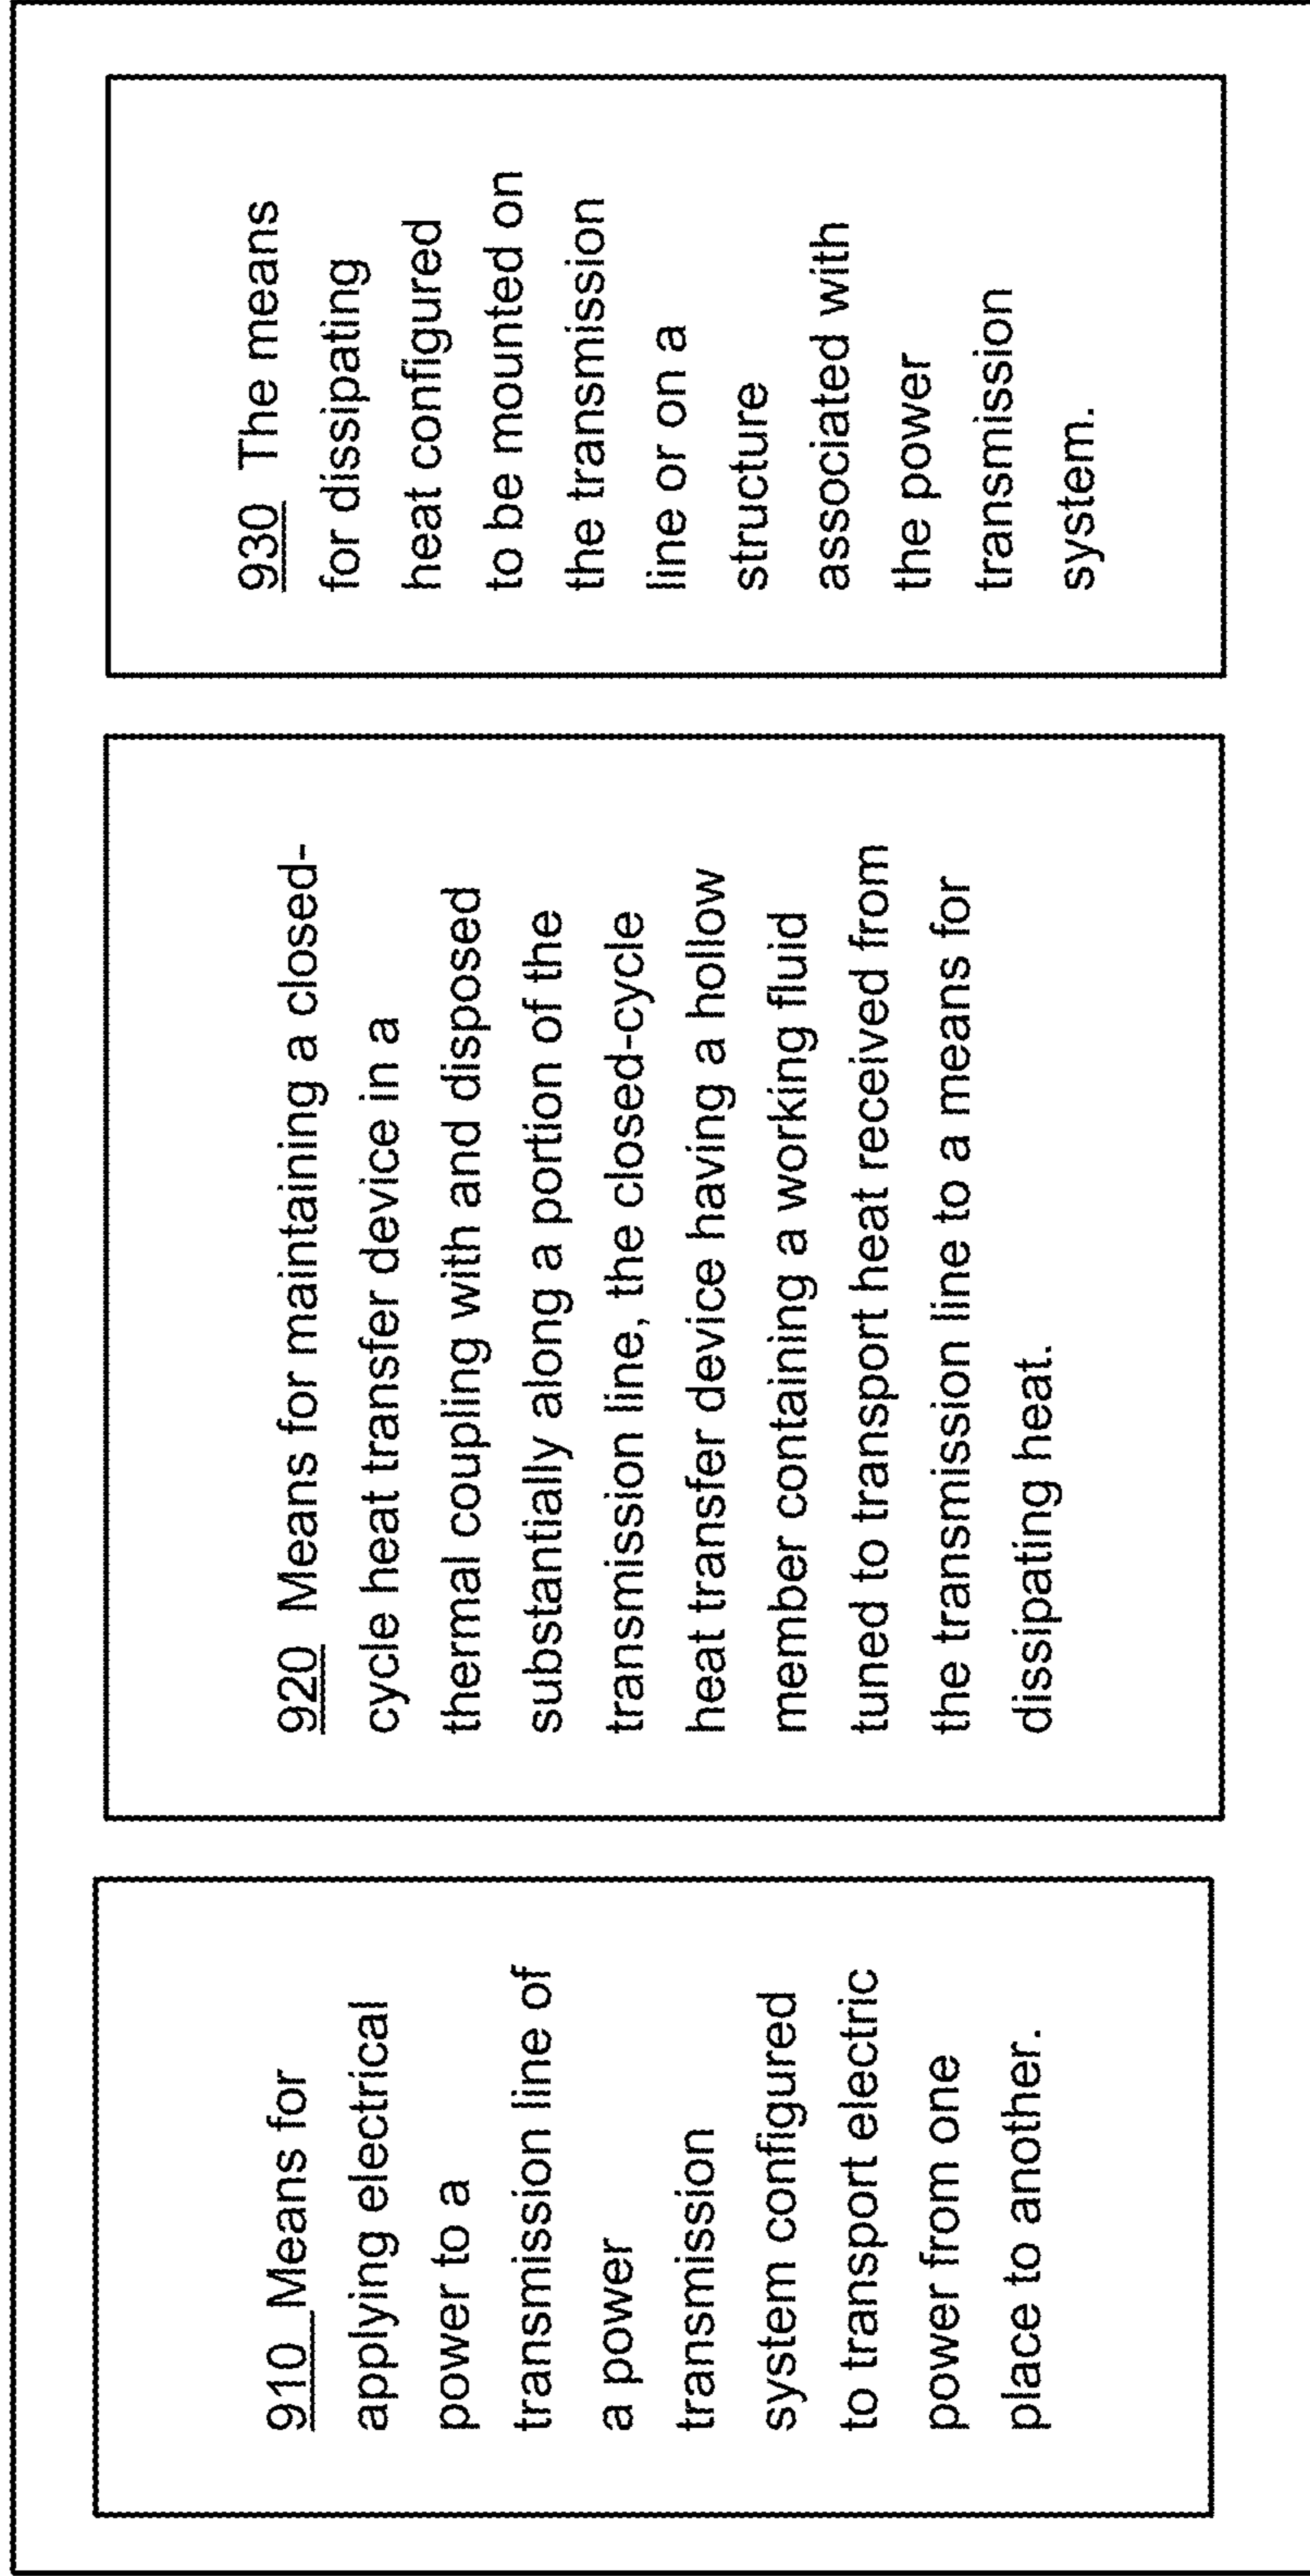 910 Means for
applying electrical
power to a
transmission line of
a power
transmission
system configured
to transport electric
power from one
place to another.
920 Means for maintaining a closed-
cycle heat transfer device in a
thermal coupling with and disposed
substantially along a portion of the
transmission line, the closed-cycle
heat transfer device having a hollow
member containing a working fluid
tuned to transport heat received from
the transmission line to a means for
dissipating heat.
930 The means
for dissipating
heat configured
to be mounted on
the transmission
line or on a
structure
associated with
the power
transmission
system.